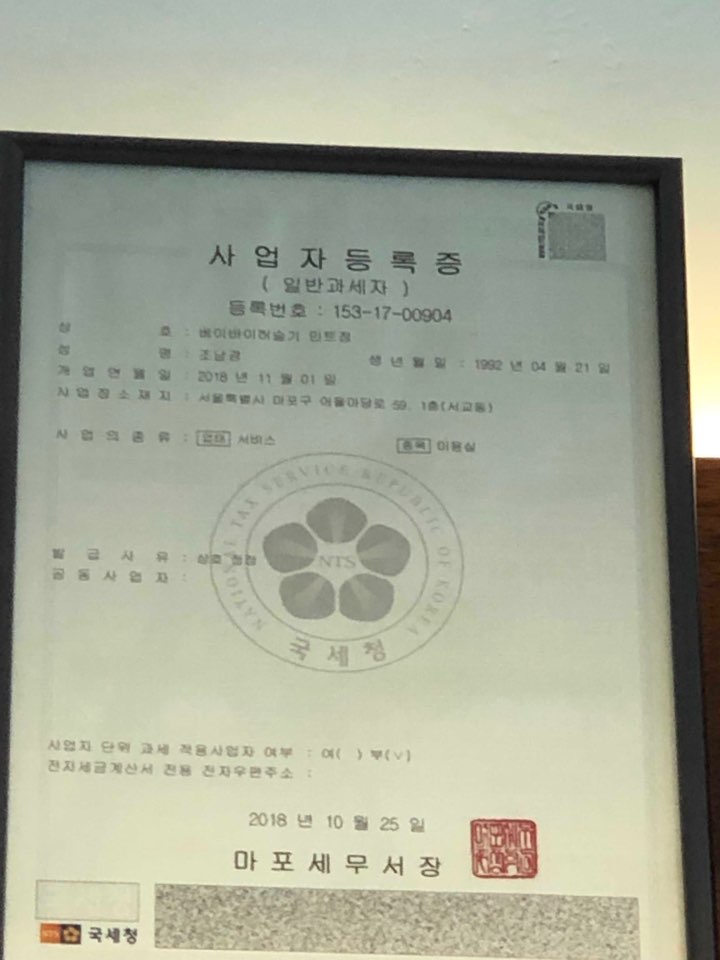 국세청
사업자등록증
( 일반과세자 )
등록번호 : 153-17-00904
상 호 : 베이바이허슬기 민트점
성 명 : 조남경 생 년 월 일 : 1992 년 04 월 21 일
개 업 연 월 일 : 2018 년 11 월 01 일
사 업 장 소 재 지 : 서울특별시 마포구 어울마당로 59, 1층(서교동)
사 업 의 종 류 : 업태 서비스 종목 미용실
발 급 사 유 : 상호 정정
공 동 사 업 자 :
NATIONAL TAX SERVICE REPUBLIC OF KOREA
NTS
국세청
사업자 단위 과세 적용사업자 여부 : 여( ) 부(∨)
전자세금계산서 전용 전자우편주소 :
2018 년 10 월 25 일
마포세무서장
NTS 국세청